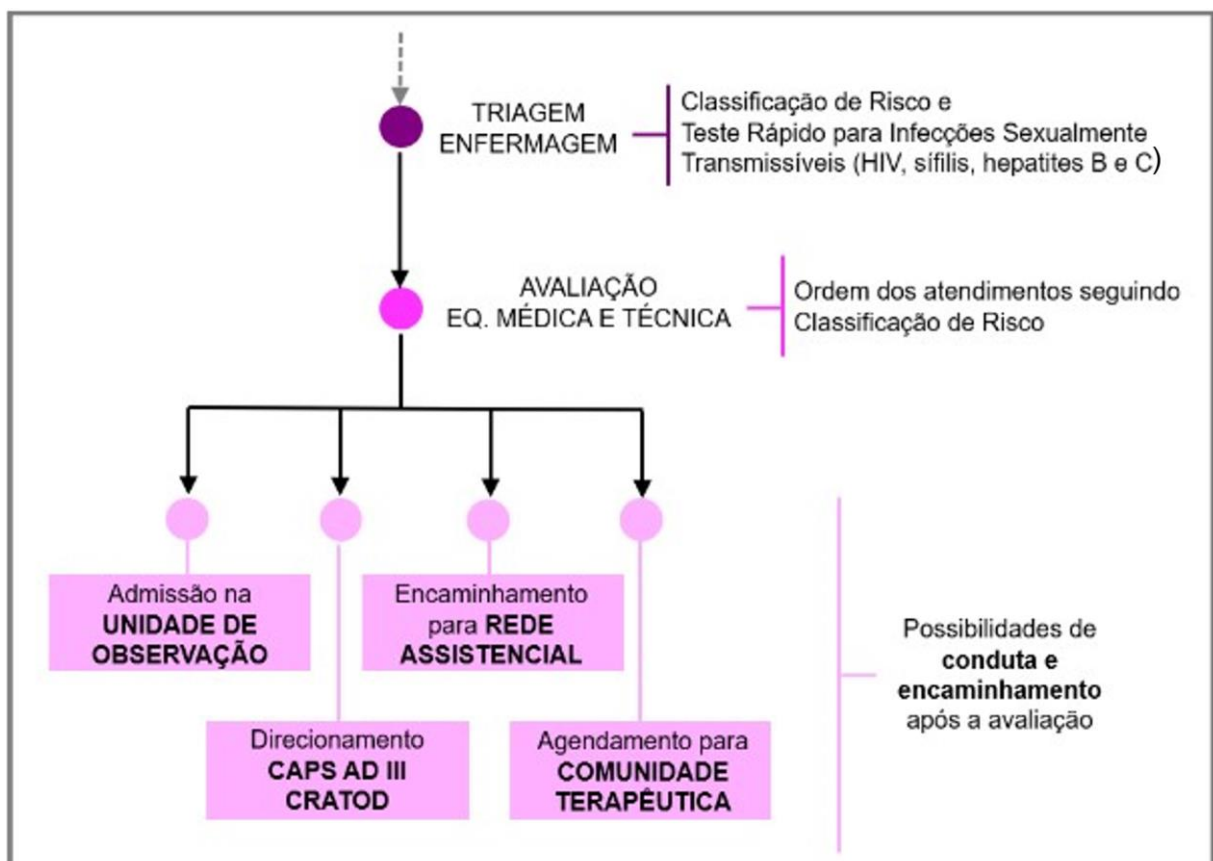 TRIAGEM
ENFERMAGEM
Classificação de Risco e
Teste Rápido para Infecções Sexualmente
Transmissíveis (HIV, sífilis, hepatites B e C)
AVALIAÇÃO
EQ. MÉDICA E TÉCNICA
Ordem dos atendimentos seguindo
Classificação de Risco
Admissão na
UNIDADE DE
OBSERVAÇÃO
Direcionamento
CAPS AD III
CRATOD
Encaminhamento
para REDE
ASSISTENCIAL
Agendamento para
COMUNIDADE
TERAPÊUTICA
Possibilidades de
conduta e
encaminhamento
após a avaliação